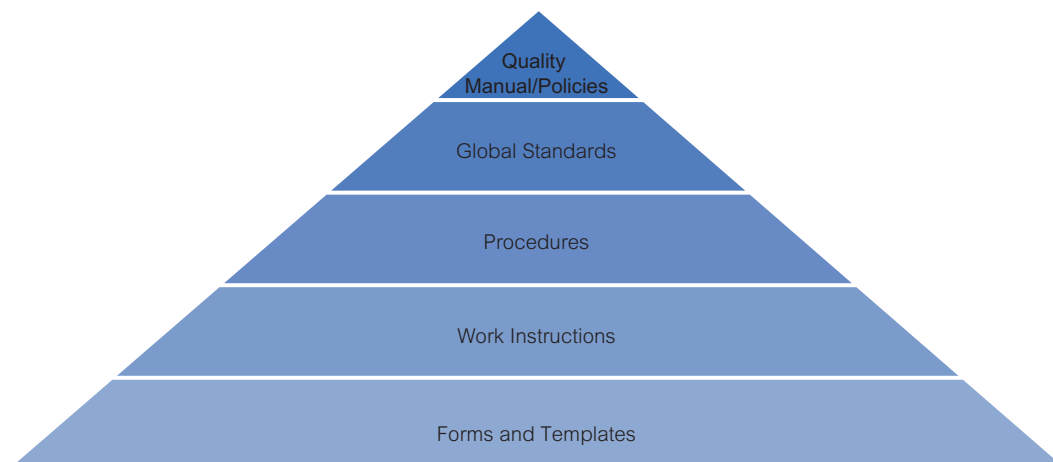 Quality
Manual/Policies
Global Standards
Procedures
Work Instructions
Forms and Templates